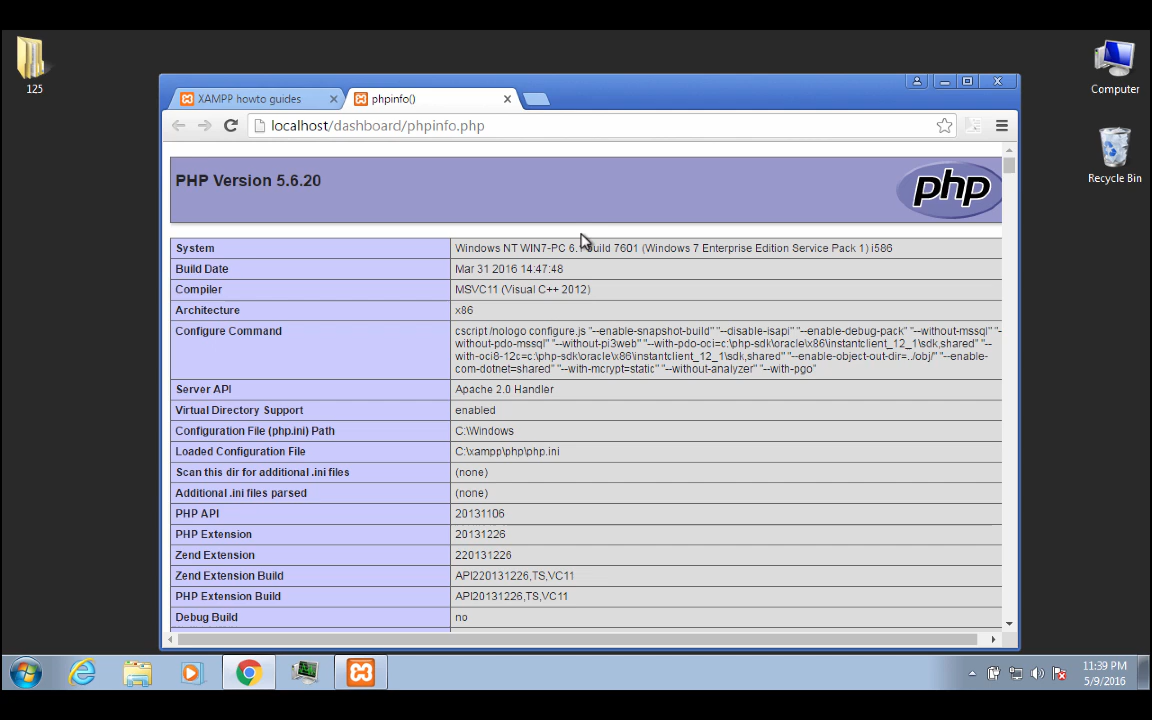 125
Computer
Recycle Bin
XAMPP howto guides
phpinfo()
localhost/dashboard/phpinfo.php
PHP Version 5.6.20
php
System Windows NT WIN7-PC 6. build 7601 (Windows 7 Enterprise Edition Service Pack 1) i586
Build Date Mar 31 2016 14:47:48
Compiler MSVC11 (Visual C++ 2012)
Architecture x86
Configure Command cscript /nologo configure.js "--enable-snapshot-build" "--disable-isapi" "--enable-debug-pack" "--without-mssql" "--
without-pdo-mssql" "--without-pi3web" "--with-pdo-oci=c:\php-sdk\oracle\x86\instantclient_12_1\sdk,shared" "--
with-oci8-12c=c:\php-sdk\oracle\x86\instantclient_12_1\sdk,shared" "--enable-object-out-dir=../obj/" "--enable-
com-dotnet=shared" "--with-mcrypt=static" "--without-analyzer" "--with-pgo"
Server API Apache 2.0 Handler
Virtual Directory Support enabled
Configuration File (php.ini) Path C:\Windows
Loaded Configuration File C:\xampp\php\php.ini
Scan this dir for additional .ini files (none)
Additional .ini files parsed (none)
PHP API 20131106
PHP Extension 20131226
Zend Extension 220131226
Zend Extension Build API220131226,TS,VC11
PHP Extension Build API20131226,TS,VC11
Debug Build no
11:39 PM
5/9/2016